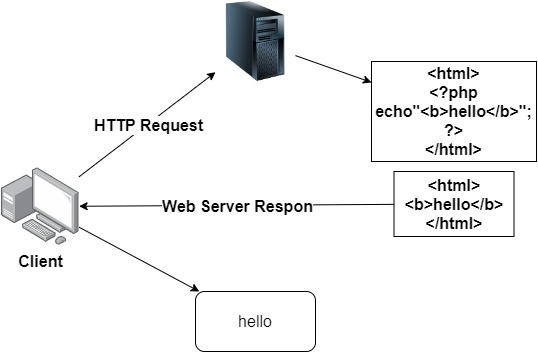 <html>
<?php
echo"<b>hello</b>";
?>
</html>
HTTP Request
<html>
<b>hello</b>
</html>
Web Server Respon
Client
hello